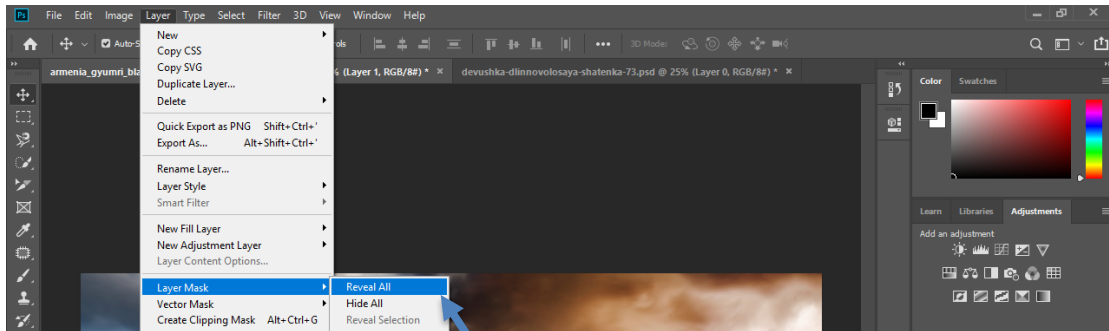 Ps File Edit Image Layer Type Select Filter 3D View Window Help
Auto-S
ols
3D Mode:
armenia_gyumri_bla
(Layer 1, RGB/8#) * ×
devushka-dlinnovolosaya-shatenka-73.psd @ 25% (Layer 0, RGB/8#) * ×
New
Copy CSS
Copy SVG
Duplicate Layer...
Delete
Quick Export as PNG Shift+Ctrl+'
Export As... Alt+Shift+Ctrl+'
Rename Layer...
Layer Style
Smart Filter
New Fill Layer
New Adjustment Layer
Layer Content Options...
Layer Mask
Vector Mask
Create Clipping Mask Alt+Ctrl+G
Reveal All
Hide All
Reveal Selection
Color Swatches
Learn Libraries Adjustments
Add an adjustment